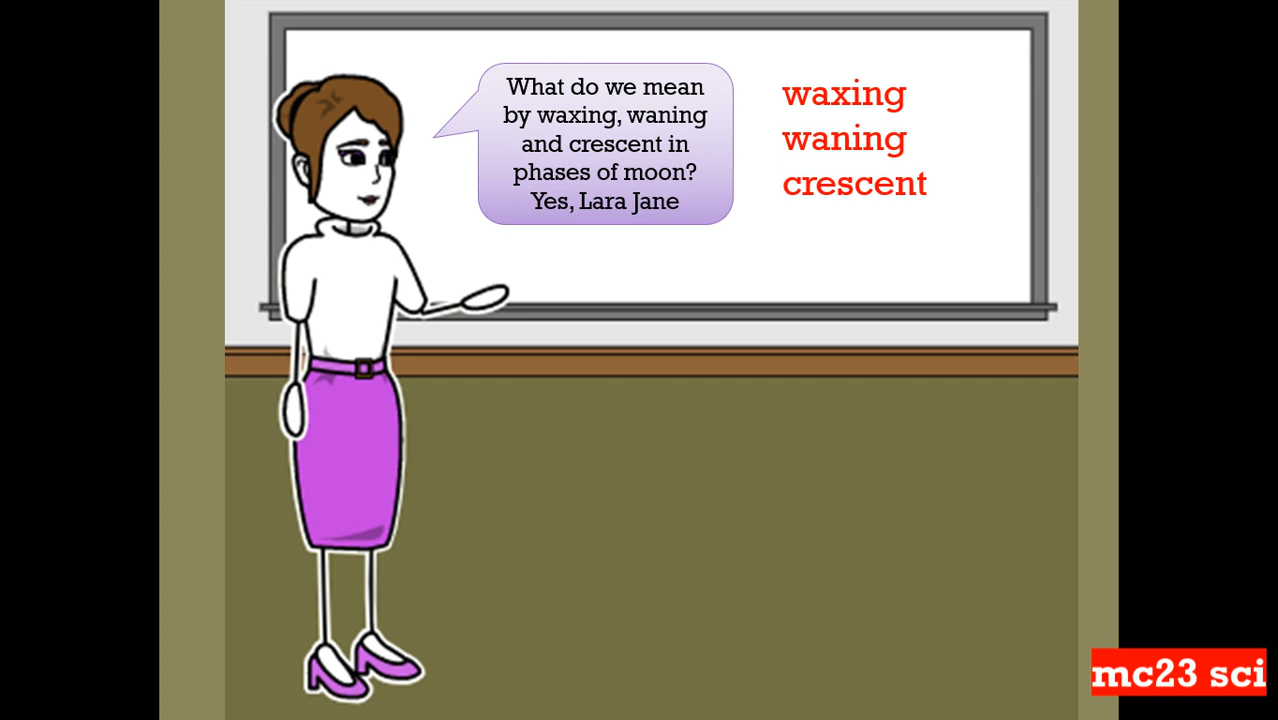 What do we mean
by waxing, waning
and crescent in
phases of moon?
Yes, Lara Jane
waxing
waning
crescent
mc23 sci